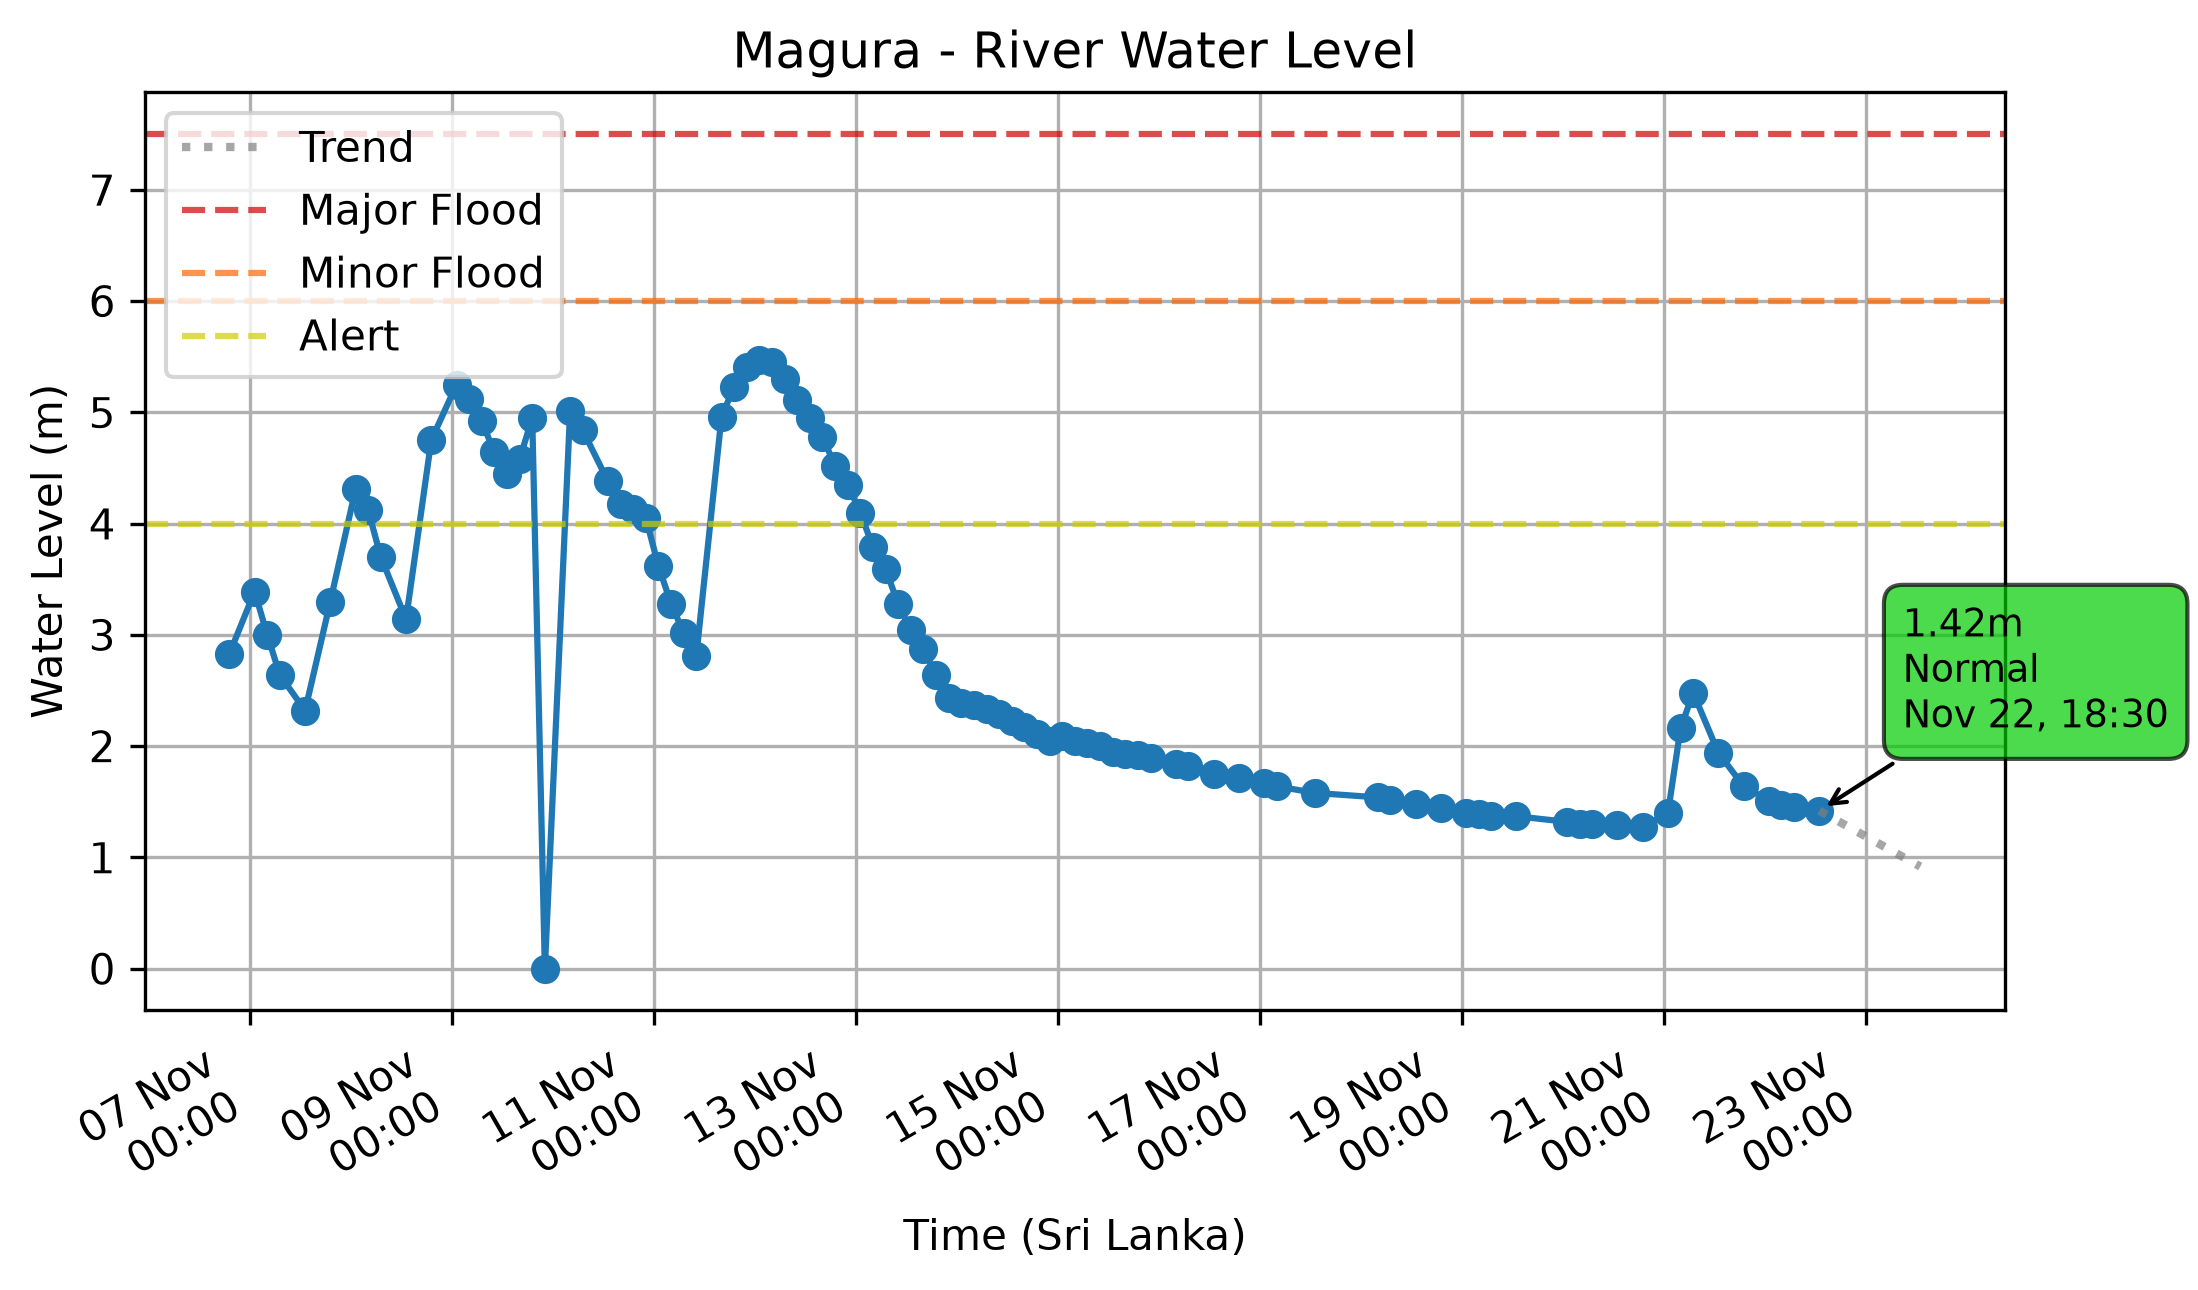 Magura - River Water Level
Trend
Major Flood
Minor Flood
Alert
Water Level (m)
7
6
5
4
3
2
1
0
1.42m
Normal
Nov 22, 18:30
07 Nov
00:00
09 Nov
00:00
11 Nov
00:00
13 Nov
00:00
15 Nov
00:00
17 Nov
00:00
19 Nov
00:00
21 Nov
00:00
23 Nov
00:00
Time (Sri Lanka)